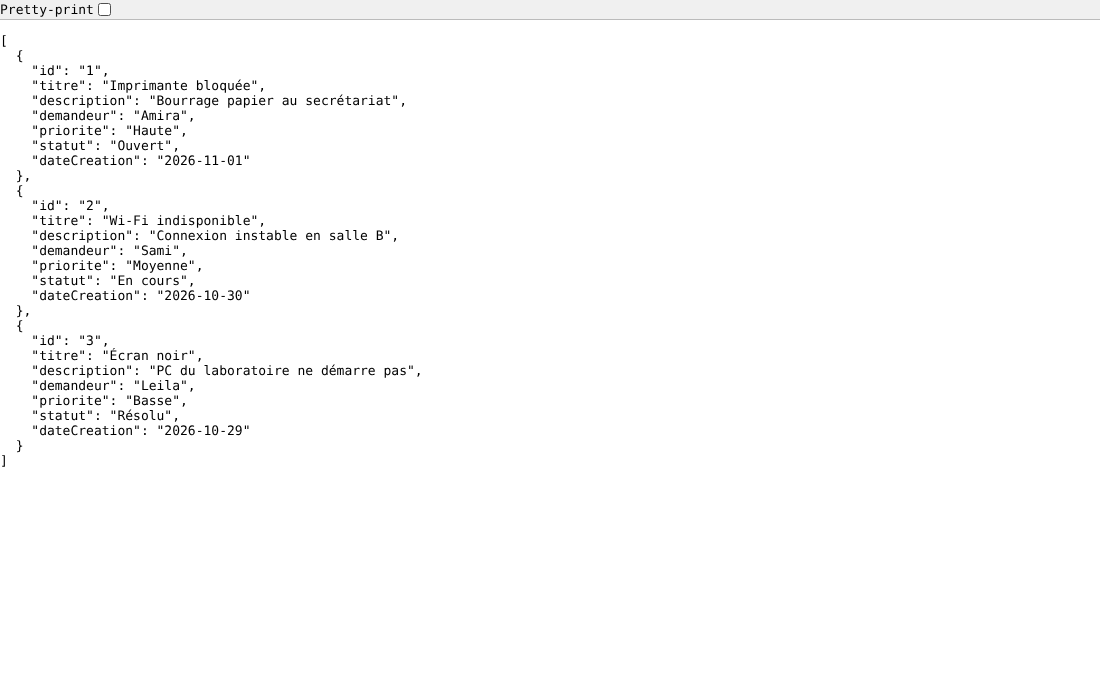 Pretty-print
[
  {
    "id": "1",
    "titre": "Imprimante bloquée",
    "description": "Bourrage papier au secrétariat",
    "demandeur": "Amira",
    "priorite": "Haute",
    "statut": "Ouvert",
    "dateCreation": "2026-11-01"
  },
  {
    "id": "2",
    "titre": "Wi-Fi indisponible",
    "description": "Connexion instable en salle B",
    "demandeur": "Sami",
    "priorite": "Moyenne",
    "statut": "En cours",
    "dateCreation": "2026-10-30"
  },
  {
    "id": "3",
    "titre": "Écran noir",
    "description": "PC du laboratoire ne démarre pas",
    "demandeur": "Leila",
    "priorite": "Basse",
    "statut": "Résolu",
    "dateCreation": "2026-10-29"
  }
]